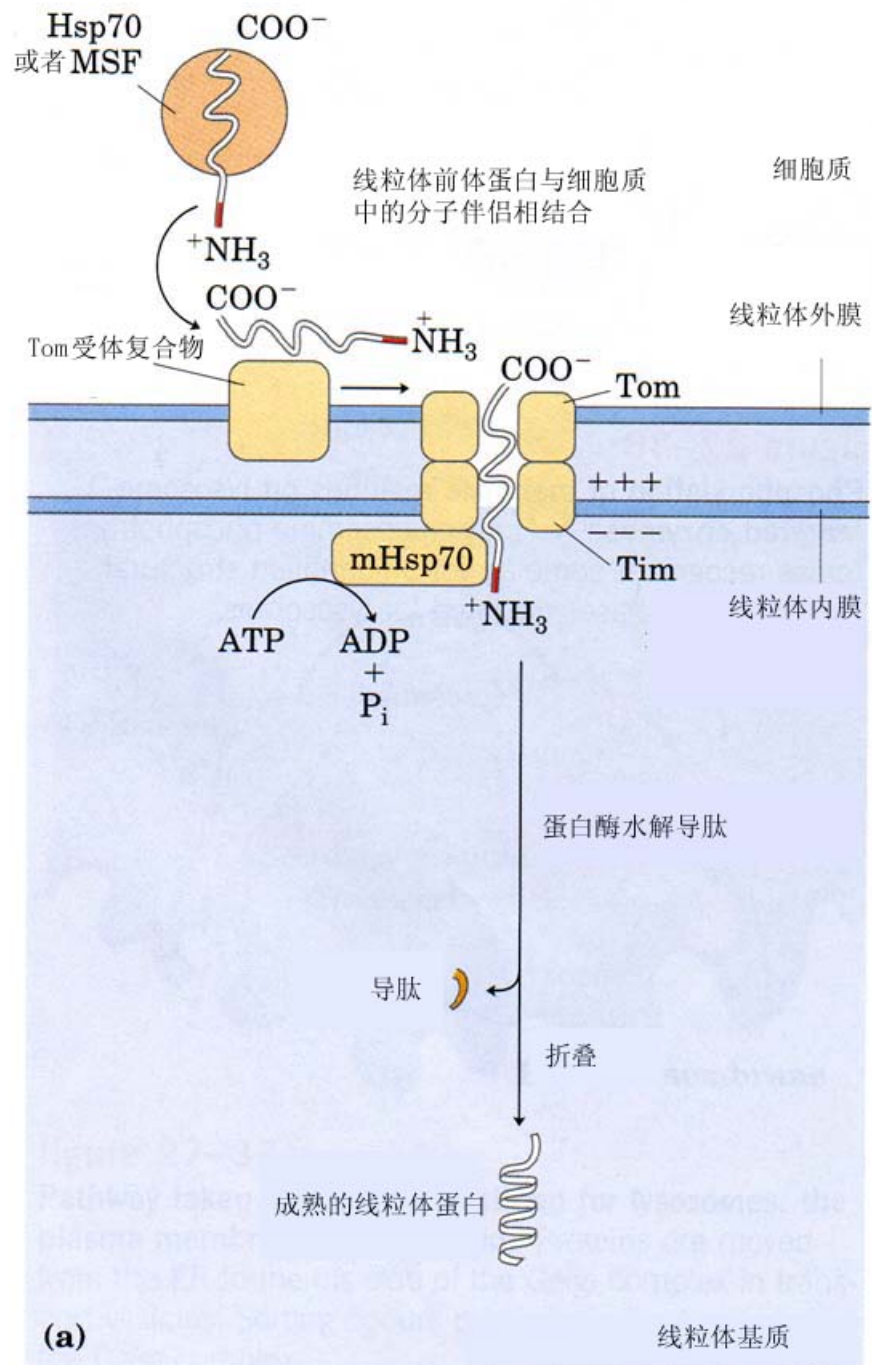 Hsp70
或者MSF
COO⁻
线粒体前体蛋白与细胞质
中的分子伴侣相结合
细胞质
⁺NH₃
COO⁻
⁺NH₃
线粒体外膜
Tom受体复合物
COO⁻
Tom
+++
mHsp70
Tim
⁺NH₃
线粒体内膜
ATP
ADP
+
Pᵢ
蛋白酶水解导肽
导肽
折叠
成熟的线粒体蛋白
(a)
线粒体基质